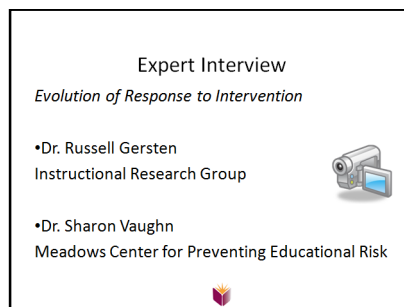 Expert Interview
Evolution of Response to Intervention
•Dr. Russell Gersten
Instructional Research Group
•Dr. Sharon Vaughn
Meadows Center for Preventing Educational Risk